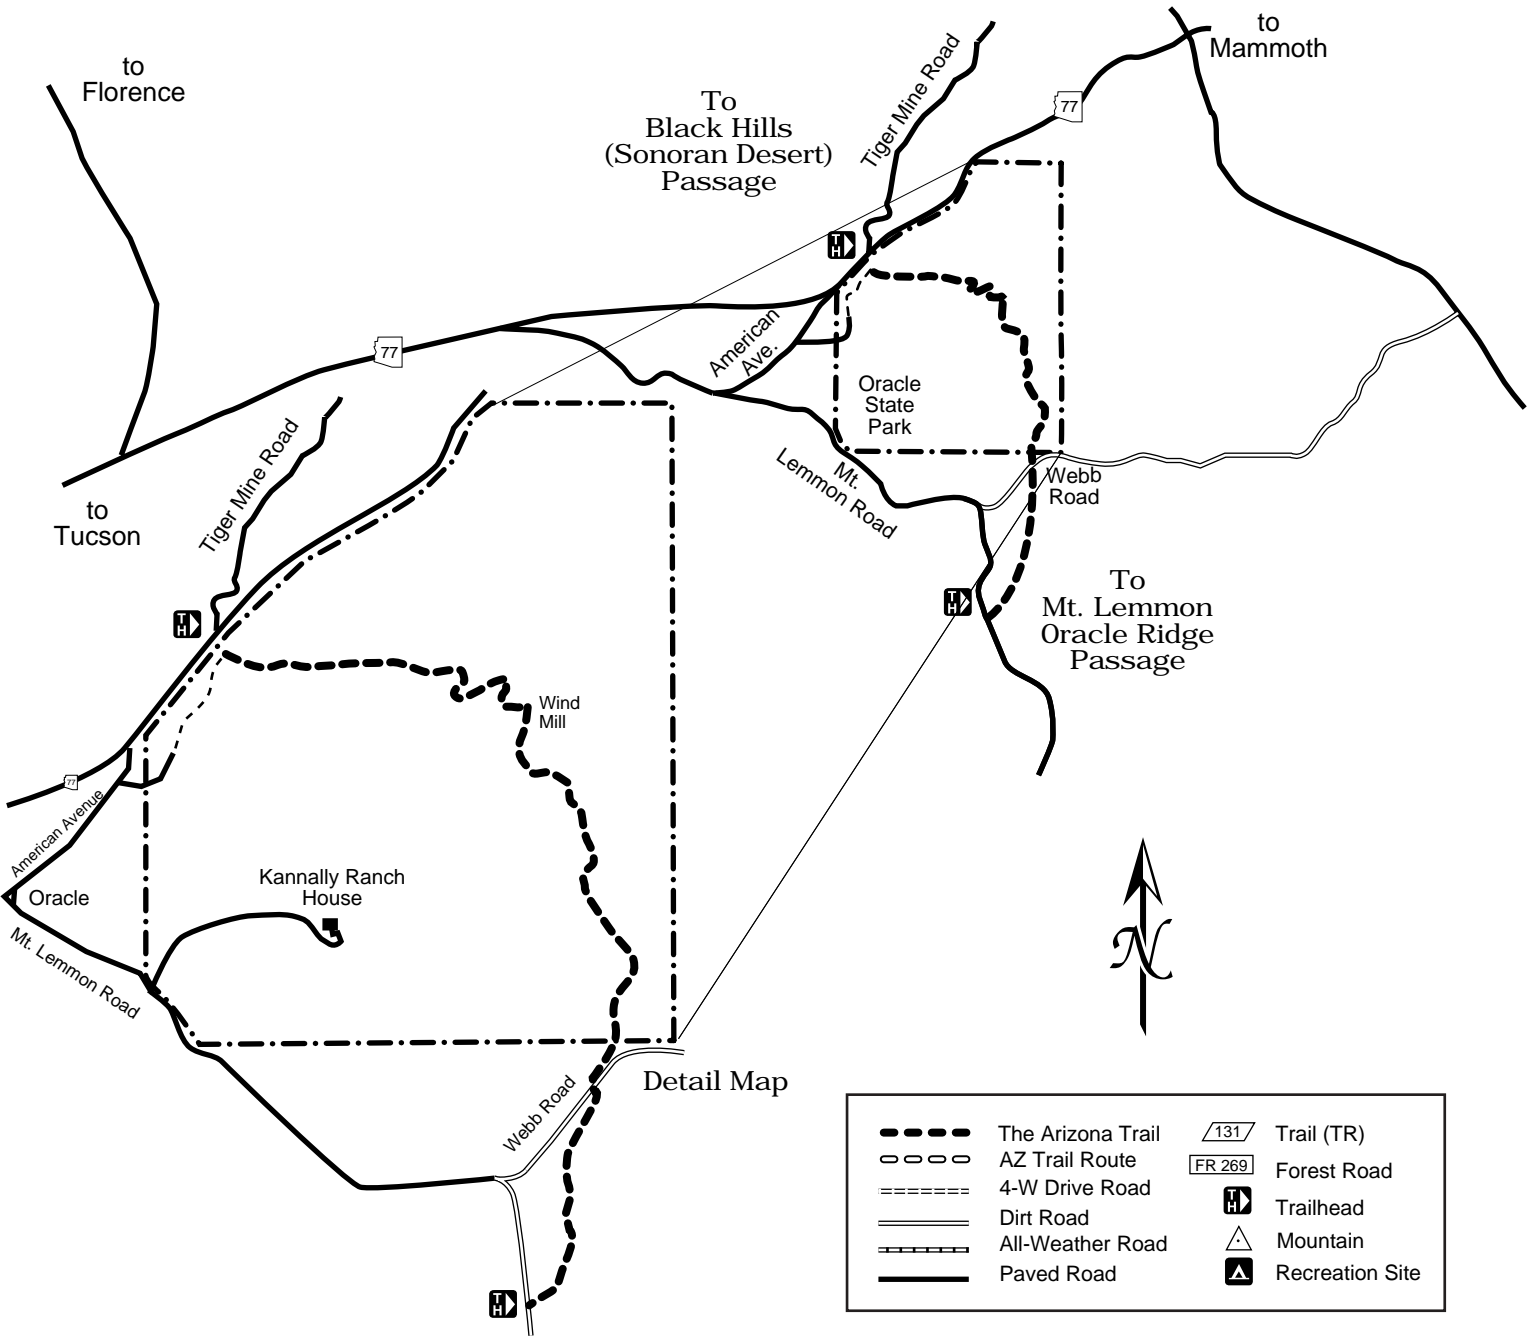 to
Florence
to
Mammoth
To
Black Hills
(Sonoran Desert)
Passage
Tiger Mine Road
77
T
H
77
American
Ave.
Oracle
State
Park
Mt.
Lemmon Road
Webb
Road
to
Tucson
Tiger Mine Road
T
H
T
H
To
Mt. Lemmon
Oracle Ridge
Passage
Wind
Mill
77
American Avenue
Oracle
Kannally Ranch
House
Mt. Lemmon Road
N
Webb Road
Detail Map
T
H
The Arizona Trail
AZ Trail Route
4-W Drive Road
Dirt Road
All-Weather Road
Paved Road
131
Trail (TR)
FR 269
Forest Road
T
H
Trailhead
Mountain
Recreation Site